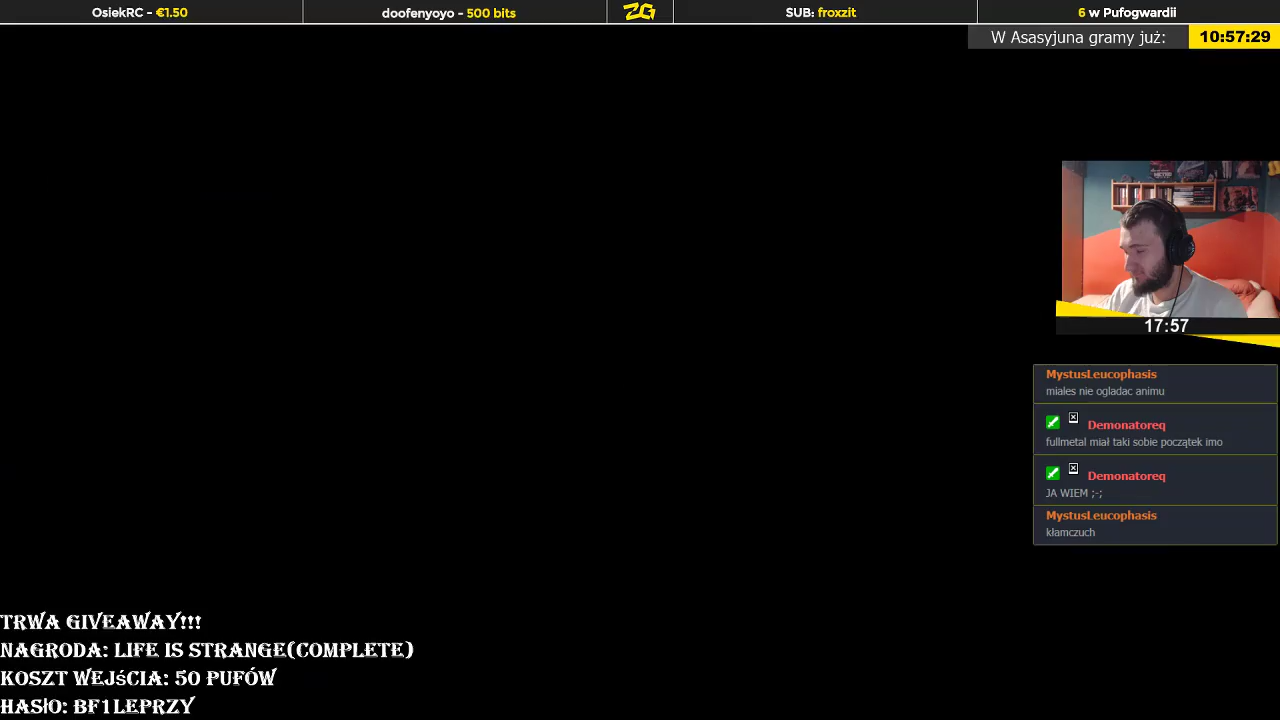 OsiekRC - €1.50
doofenyoyo - 500 bits
ZG
SUB: froxzit
6 w Pufogwardii
W Asasyjuna gramy już: 10:57:29
17:57
MystusLeucophasis
miales nie ogladac animu
Demonatoreq
fullmetal miał taki sobie początek imo
Demonatoreq
JA WIEM ;-;
MystusLeucophasis
kłamczuch
TRWA GIVEAWAY!!!
NAGRODA: LIFE IS STRANGE(COMPLETE)
KOSZT WEJŚCIA: 50 PUFÓW
HASłO: BF1LEPRZY